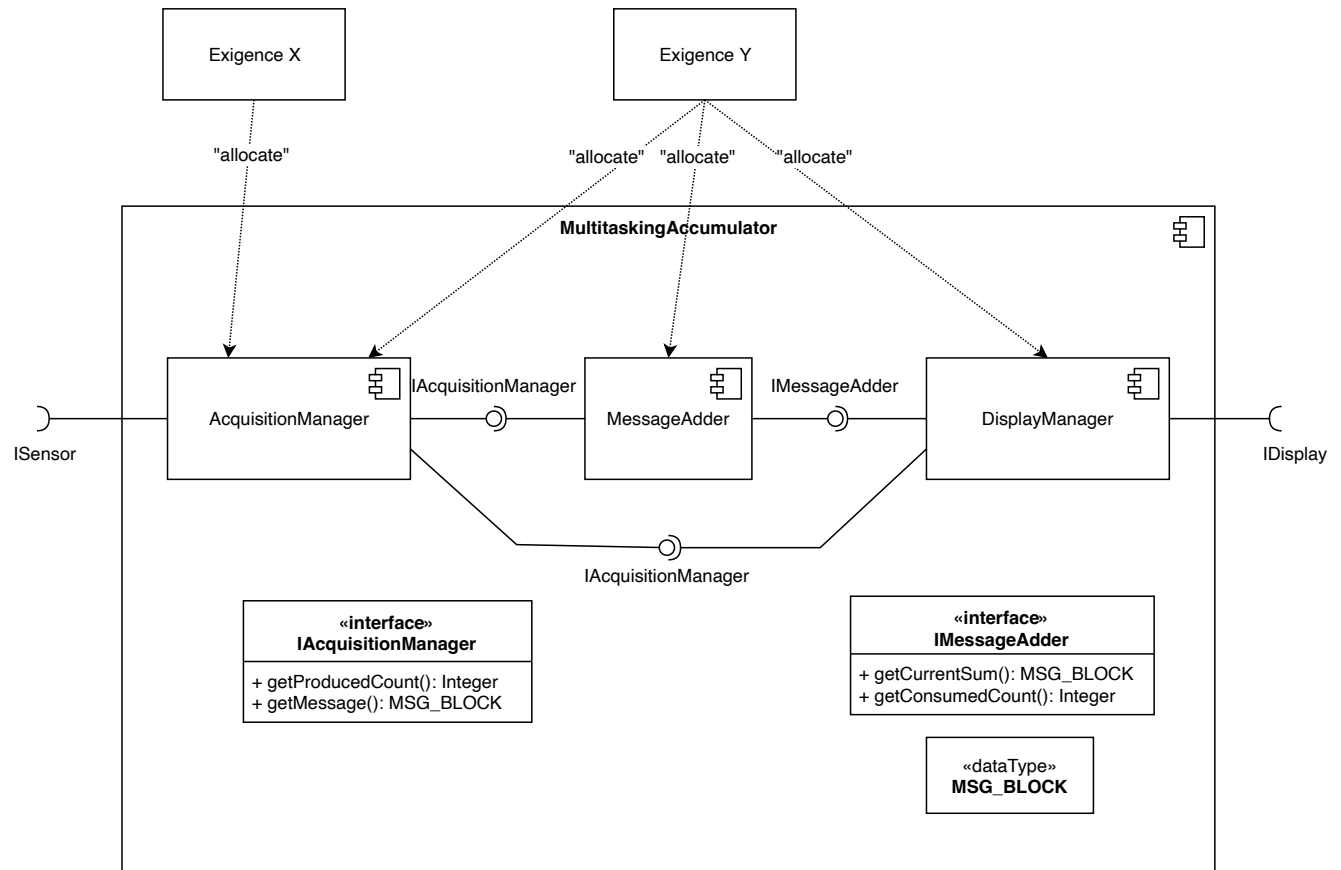 Exigence X
Exigence Y
"allocate"
"allocate"
"allocate"
"allocate"
MultitaskingAccumulator
IAcquisitionManager
IMessageAdder
AcquisitionManager
MessageAdder
DisplayManager
ISensor
IDisplay
IAcquisitionManager
«interface»
IAcquisitionManager
+ getProducedCount(): Integer
+ getMessage(): MSG_BLOCK
«interface»
IMessageAdder
+ getCurrentSum(): MSG_BLOCK
+ getConsumedCount(): Integer
«dataType»
MSG_BLOCK